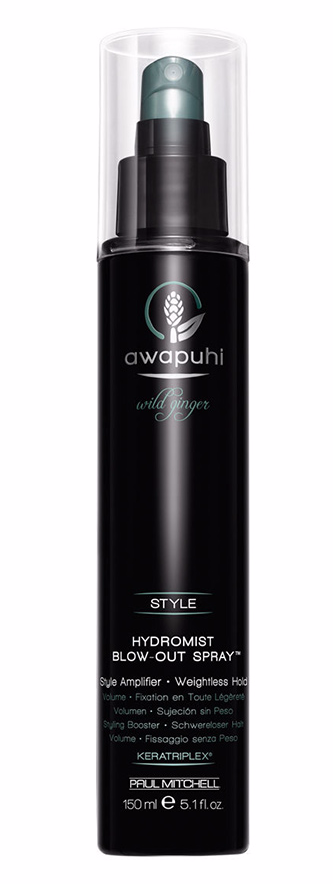 awapuhi
wild ginger
STYLE
HYDROMIST
BLOW-OUT SPRAY™
Style Amplifier • Weightless Hold
Volume • Fixation en Toute Légèreté
Volumen • Sujeción sin Peso
Styling Booster • Schwereloser Halt
Volume • Fissaggio senza Peso
KERATRIPLEX®
PAUL MITCHELL
150 ml e 5.1 fl. oz.